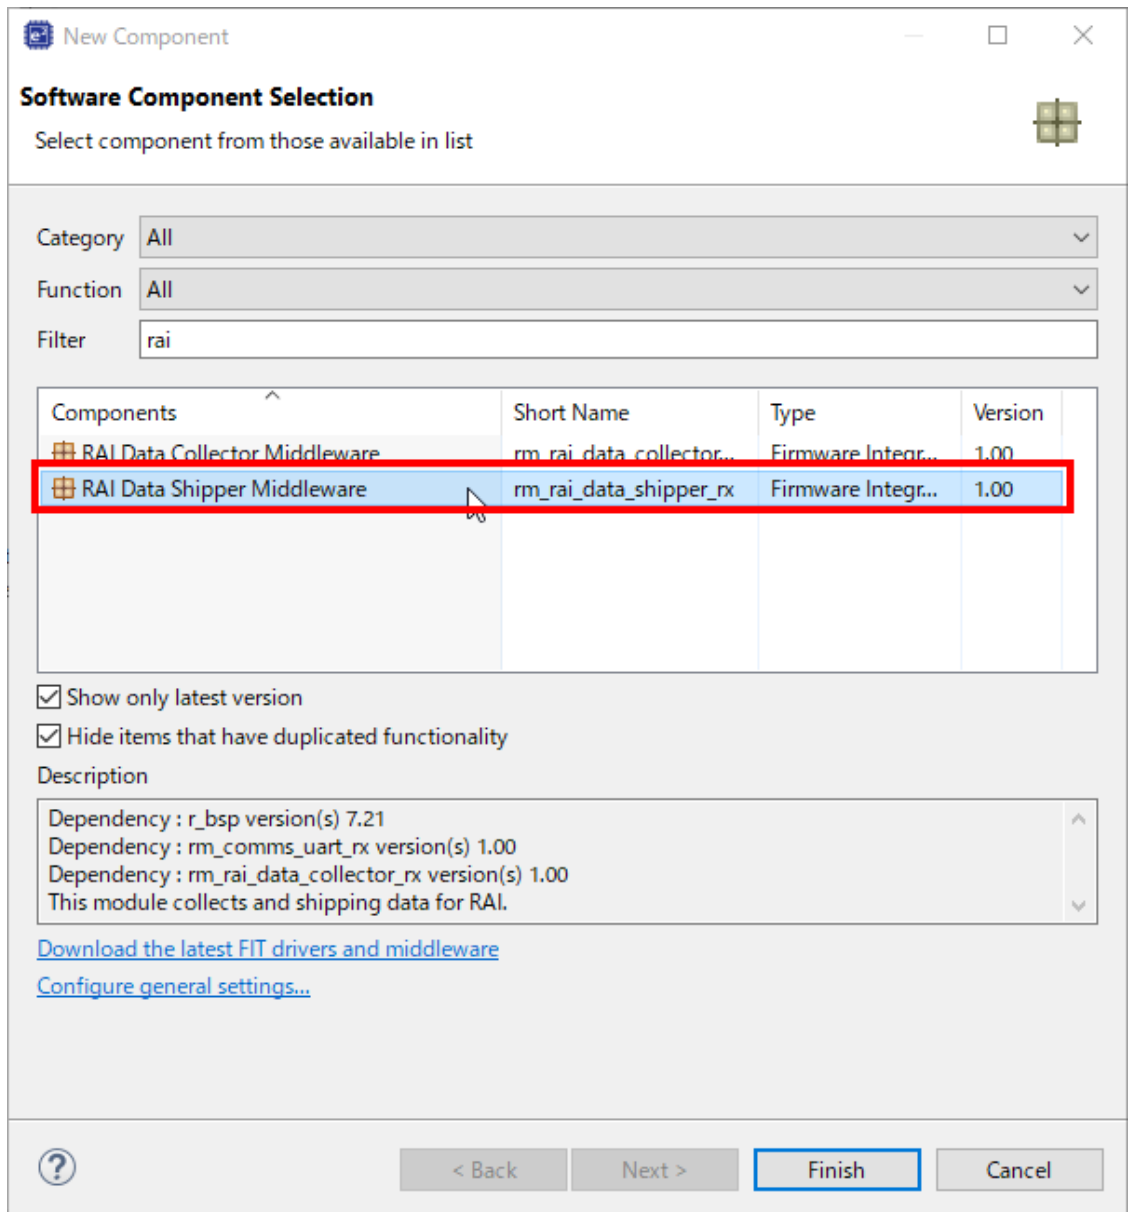 New Component
Software Component Selection
Select component from those available in list
Category All
Function All
Filter rai
Components Short Name Type Version
RAI Data Collector Middleware rm_rai_data_collector... Firmware Integr... 1.00
RAI Data Shipper Middleware rm_rai_data_shipper_rx Firmware Integr... 1.00
Show only latest version
Hide items that have duplicated functionality
Description
Dependency : r_bsp version(s) 7.21
Dependency : rm_comms_uart_rx version(s) 1.00
Dependency : rm_rai_data_collector_rx version(s) 1.00
This module collects and shipping data for RAI.
Download the latest FIT drivers and middleware
Configure general settings...
? < Back Next > Finish Cancel